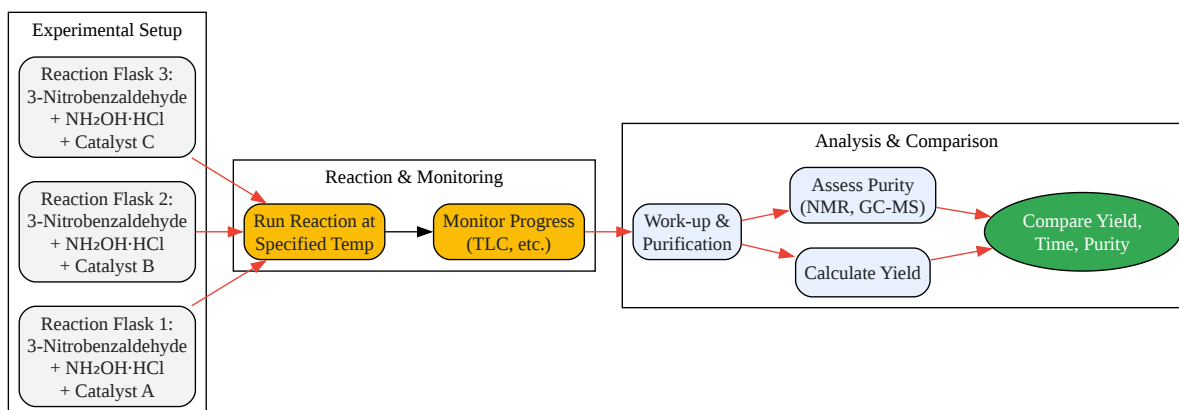 Experimental Setup
Reaction Flask 3:
3-Nitrobenzaldehyde
+ NH₂OH·HCl
+ Catalyst C
Reaction Flask 2:
3-Nitrobenzaldehyde
+ NH₂OH·HCl
+ Catalyst B
Reaction Flask 1:
3-Nitrobenzaldehyde
+ NH₂OH·HCl
+ Catalyst A
Reaction & Monitoring
Run Reaction at
Specified Temp
Monitor Progress
(TLC, etc.)
Analysis & Comparison
Work-up &
Purification
Assess Purity
(NMR, GC-MS)
Calculate Yield
Compare Yield,
Time, Purity